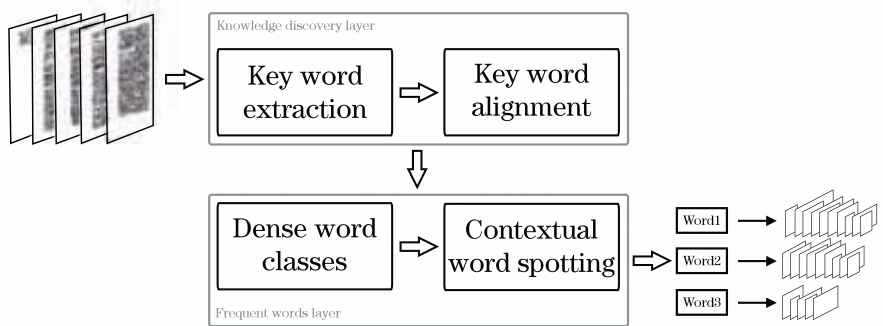 Knowledge discovery layer
Key word
extraction
Key word
alignment
Dense word
classes
Contextual
word spotting
Frequent words layer
Word1
Word2
Word3